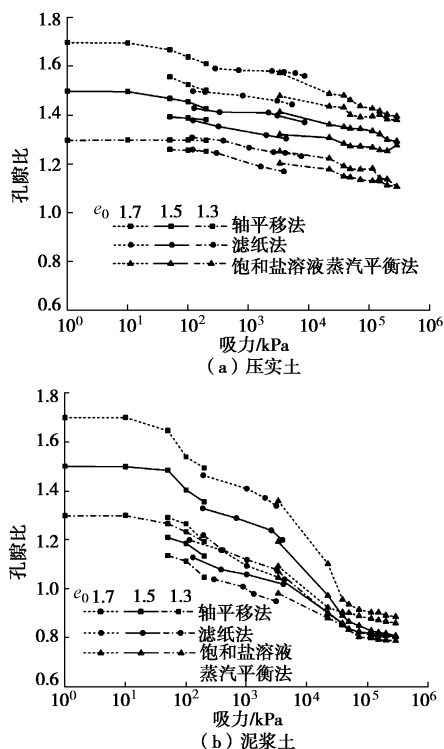 1.8
1.6
1.4
1.2
1.0
0.8
0.6
孔隙比
e0 1.7 1.5 1.3
轴平移法
滤纸法
饱和盐溶液蒸汽平衡法
10^0 10^1 10^2 10^3 10^4 10^5 10^6
吸力/kPa
（a）压实土
1.8
1.6
1.4
1.2
1.0
0.8
0.6
孔隙比
e0 1.7 1.5 1.3
轴平移法
滤纸法
饱和盐溶液
蒸汽平衡法
10^0 10^1 10^2 10^3 10^4 10^5 10^6
吸力/kPa
（b）泥浆土